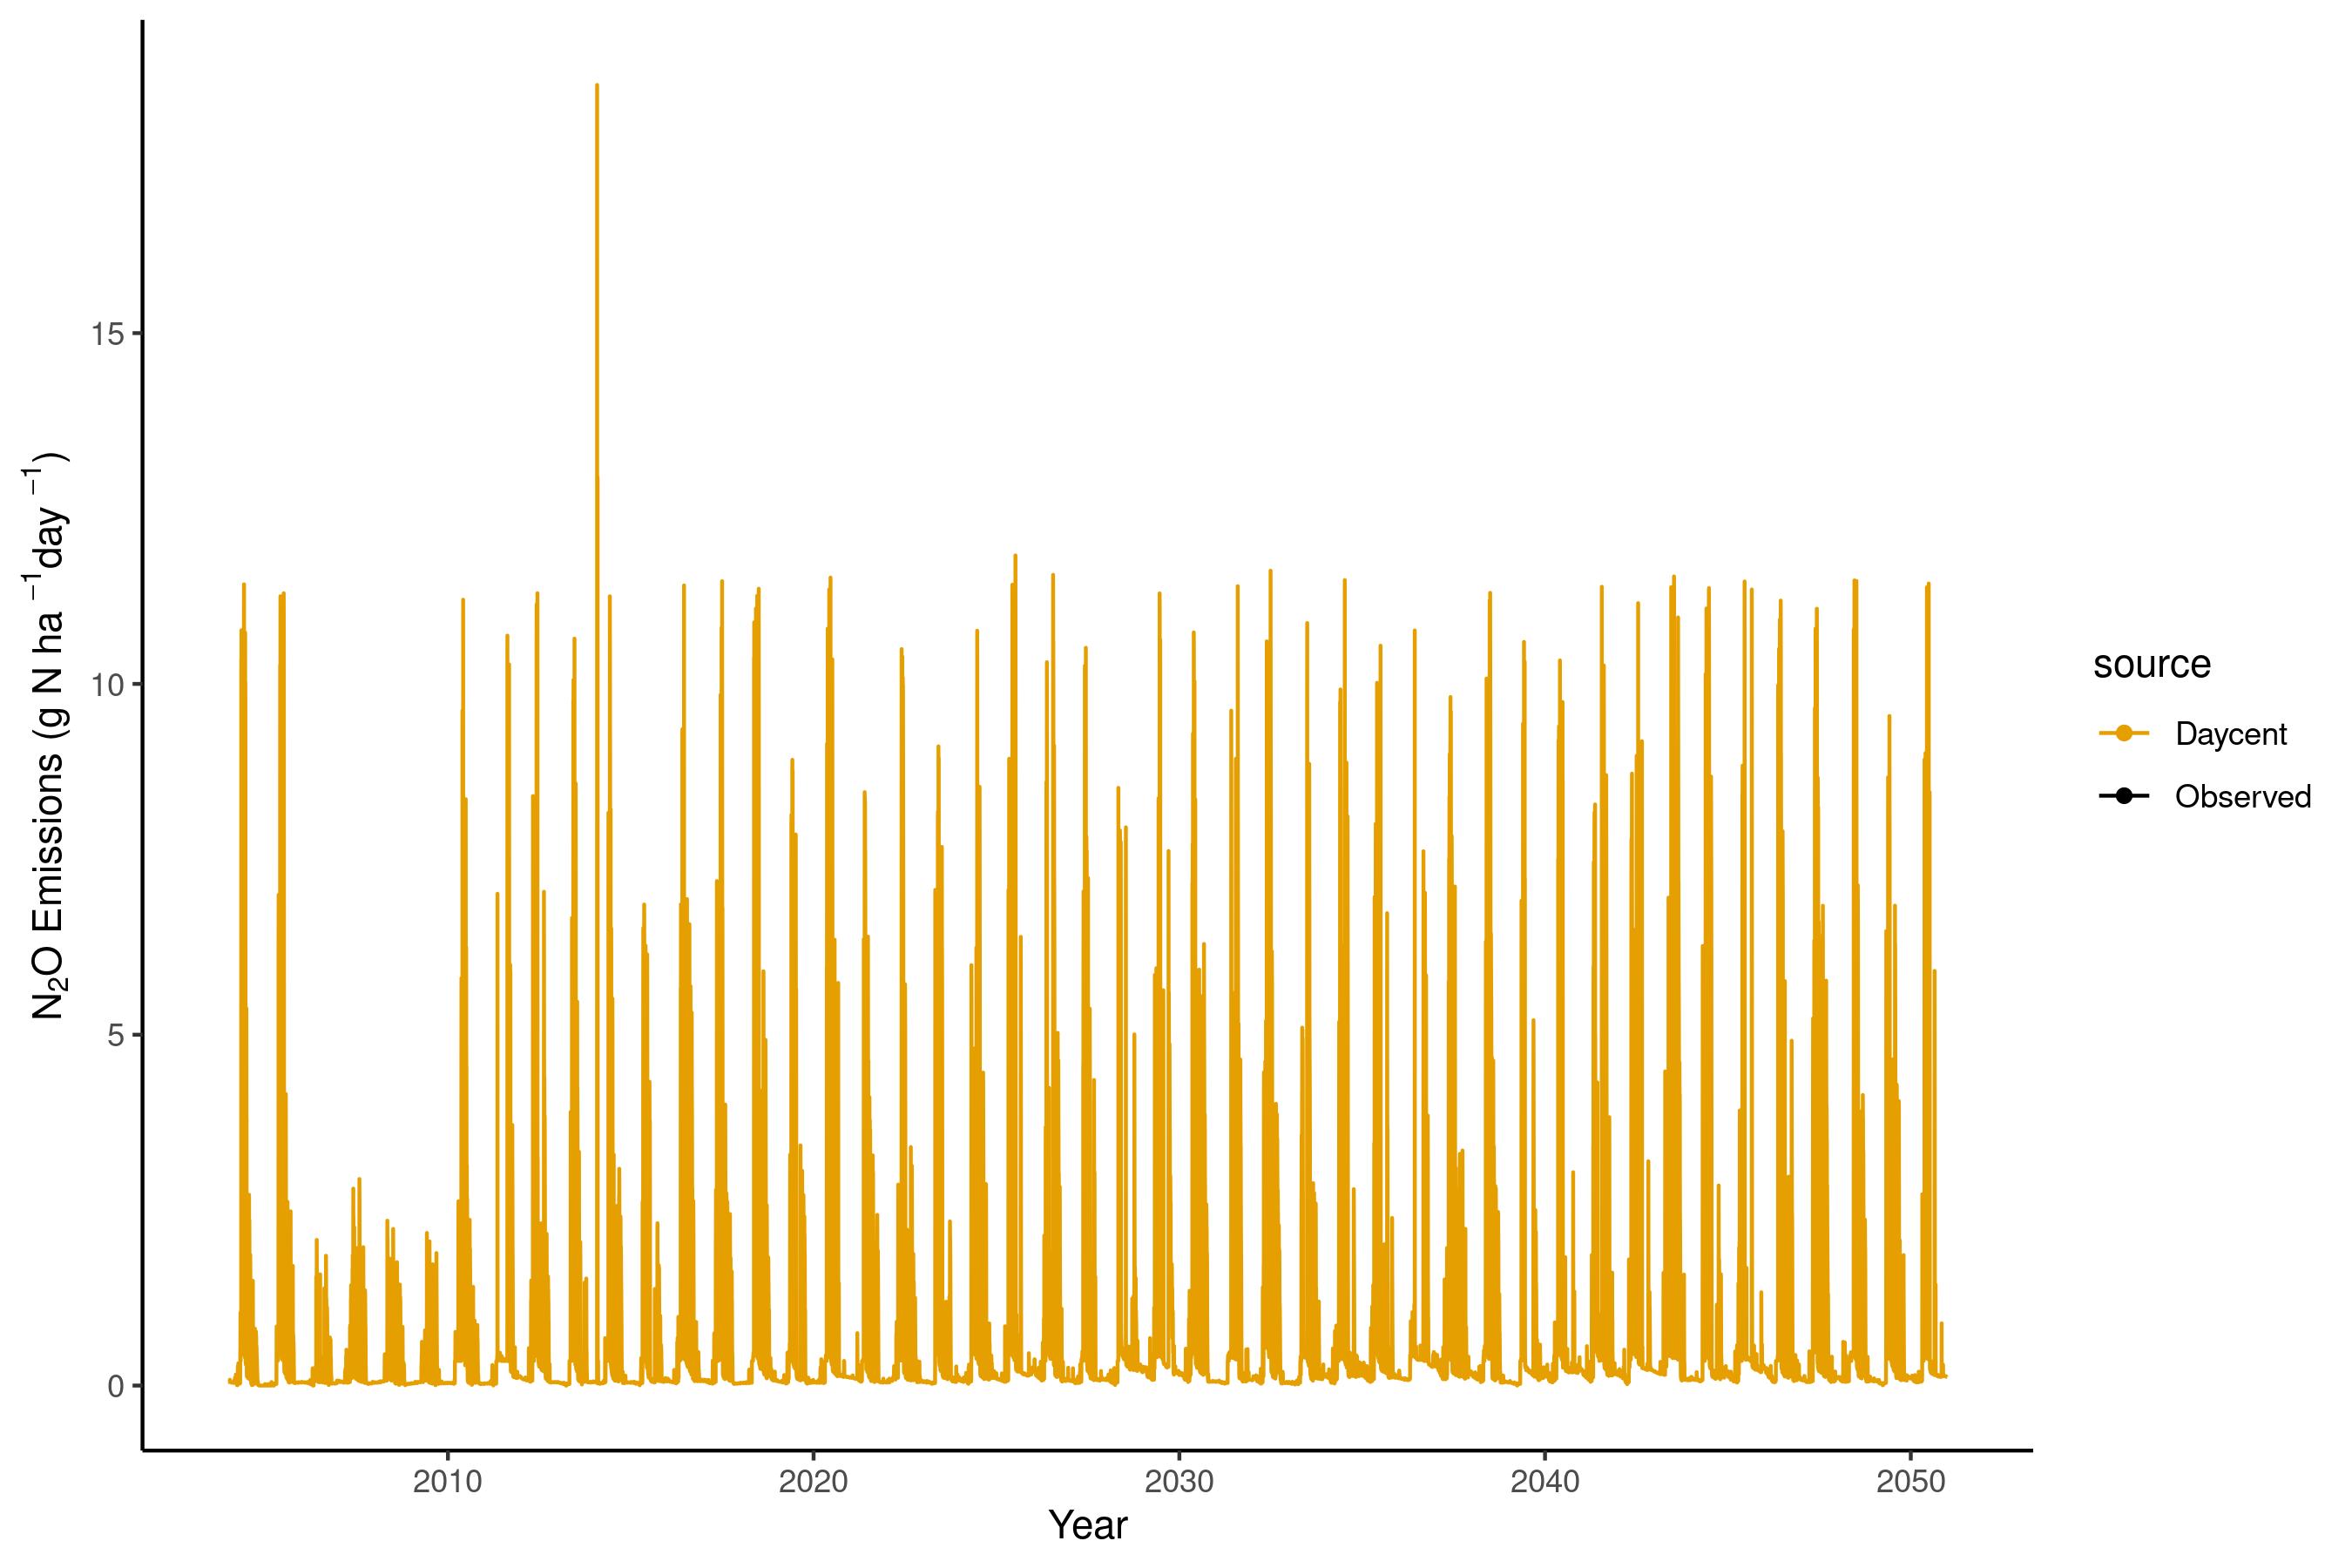 N₂O Emissions (g N ha ⁻¹day ⁻¹)
15
10
5
0
2010 2020 2030 2040 2050
Year
source
Daycent
Observed